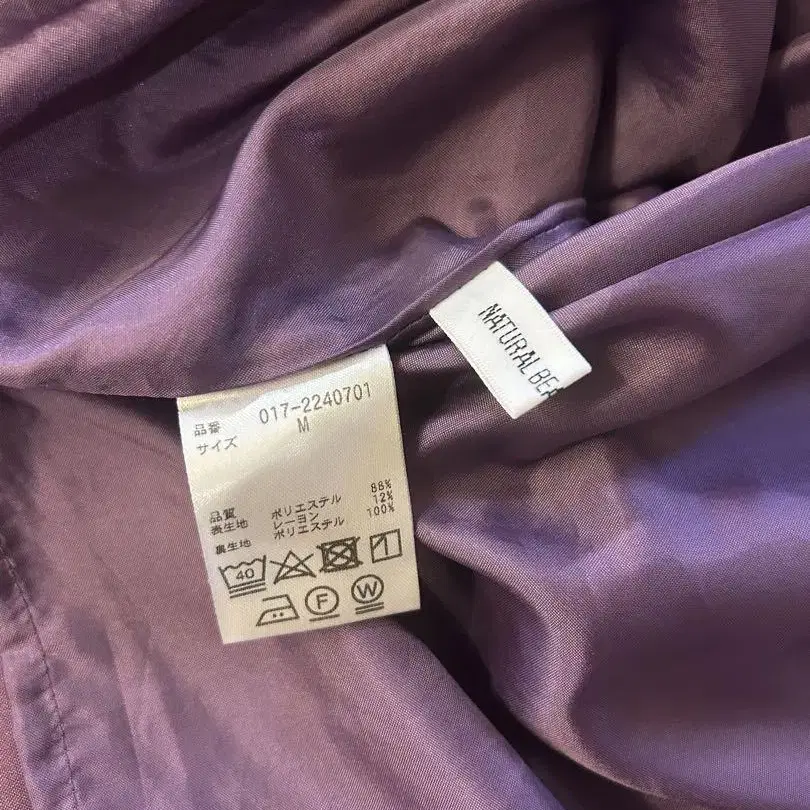 品番 017-2240701
サイズ M
品質
表生地 ポリエステル 88%
レーヨン 12%
裏生地 ポリエステル 100%
40
F W
NATURAL